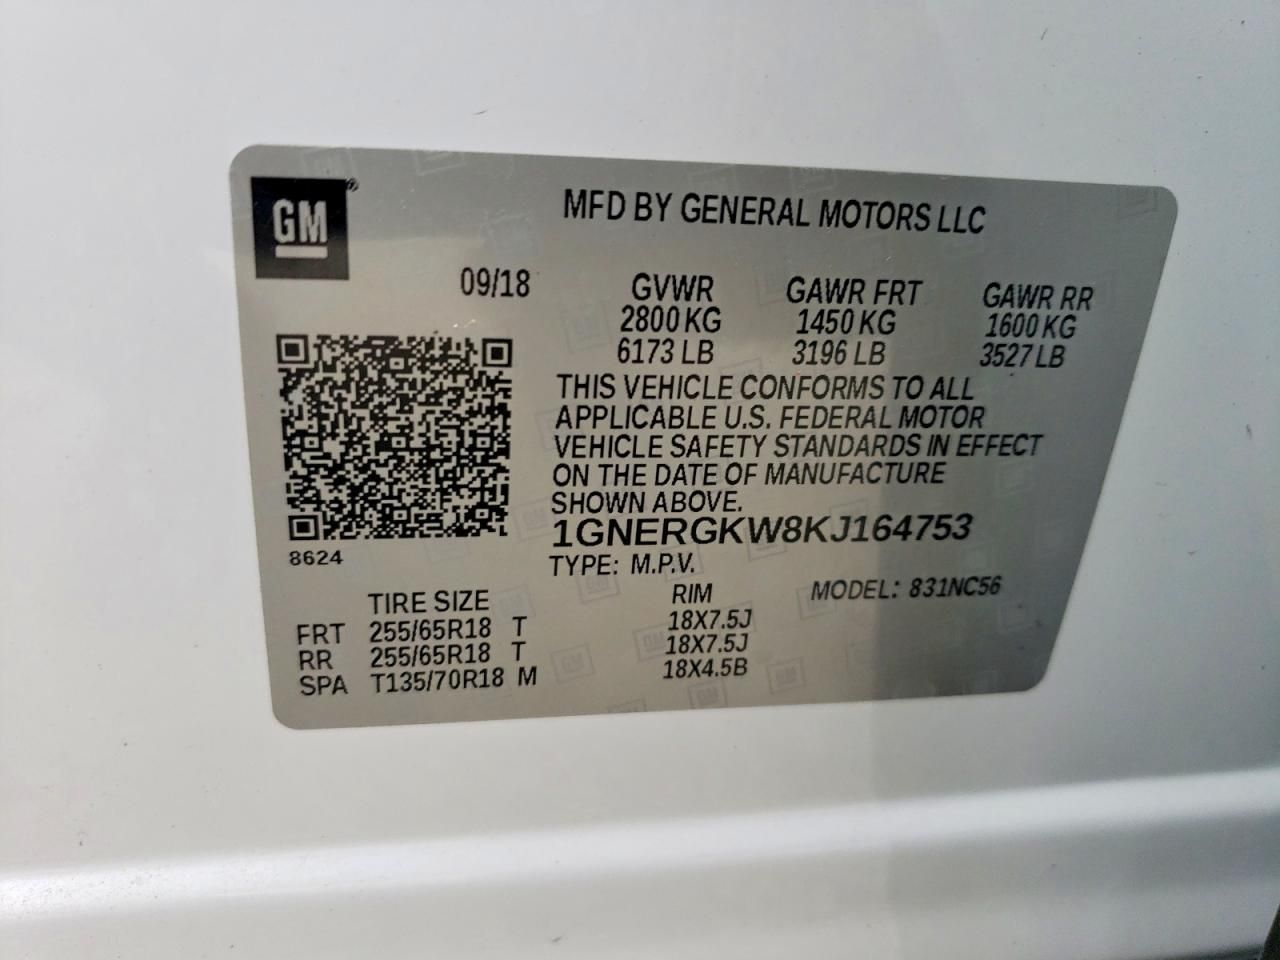 GM®
MFD BY GENERAL MOTORS LLC
09/18 GVWR GAWR FRT GAWR RR
2800 KG 1450 KG 1600 KG
6173 LB 3196 LB 3527 LB
THIS VEHICLE CONFORMS TO ALL
APPLICABLE U.S. FEDERAL MOTOR
VEHICLE SAFETY STANDARDS IN EFFECT
ON THE DATE OF MANUFACTURE
SHOWN ABOVE.
1GNERGKW8KJ164753
8624
TYPE: M.P.V. MODEL: 831NC56
TIRE SIZE RIM
FRT 255/65R18 T 18X7.5J
RR 255/65R18 T 18X7.5J
SPA T135/70R18 M 18X4.5B